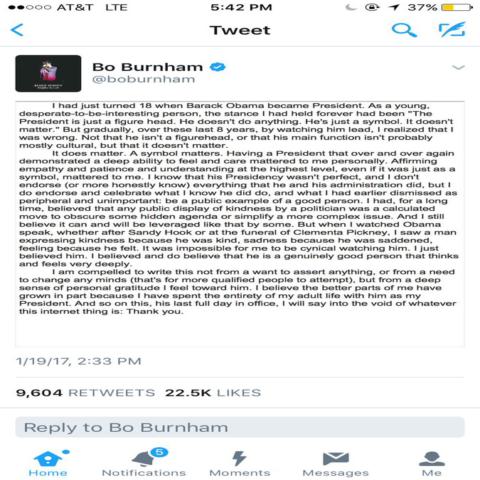 AT&T LTE 5:42 PM 37%
Tweet
Bo Burnham
@boburnham
I had just turned 18 when Barack Obama became President. As a young,
desperate-to-be-interesting person, the stance I had held forever had been "The
President is just a figure head. He doesn't do anything. He's just a symbol. It doesn't
matter." But gradually, over these last 8 years, by watching him lead, I realized that I
was wrong. Not that he isn't a figurehead, or that his main function isn't probably
mostly cultural, but that it doesn't matter.
It does matter. A symbol matters. Having a President that over and over again
demonstrated a deep ability to feel and care mattered to me personally. Affirming
empathy and patience and understanding at the highest level, even if it was just as a
symbol, mattered to me. I know that his Presidency wasn't perfect, and I don't
endorse (or more honestly know) everything that he and his administration did, but I
do endorse and celebrate what I know he did do, and what I had earlier dismissed as
peripheral and unimportant: be a public example of a good person. I had, for a long
time, believed that any public display of kindness by a politician was a calculated
move to obscure some hidden agenda or simplify a more complex issue. And I still
believe it can and will be leveraged like that by some. But when I watched Obama
speak, whether after Sandy Hook or at the funeral of Clementa Pickney, I saw a man
expressing kindness because he was kind, sadness because he was saddened,
feeling because he felt. It was impossible for me to be cynical watching him. I just
believed him. I believed and do believe that he is a genuinely good person that thinks
and feels very deeply.
I am compelled to write this not from a want to assert anything, or from a need
to change any minds (that's for more qualified people to attempt), but from a deep
sense of personal gratitude I feel toward him. I believe the better parts of me have
grown in part because I have spent the entirety of my adult life with him as my
President. And so on this, his last full day in office, I will say into the void of whatever
this internet thing is: Thank you.
1/19/17, 2:33 PM
9,604 RETWEETS 22.5K LIKES
Reply to Bo Burnham
5
Home Notifications Moments Messages Me